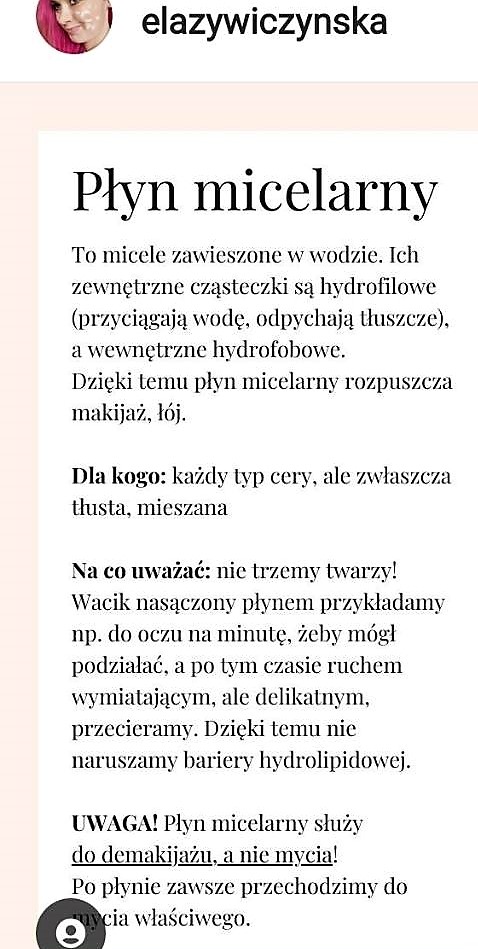 elazywiczynska
Płyn micelarny
To micele zawieszone w wodzie. Ich
zewnętrzne cząsteczki są hydrofilowe
(przyciągają wodę, odpychają tłuszcze),
a wewnętrzne hydrofobowe.
Dzięki temu płyn micelarny rozpuszcza
makijaż, łój.
Dla kogo: każdy typ cery, ale zwłaszcza
tłusta, mieszana
Na co uważać: nie trzemy twarzy!
Wacik nasączony płynem przykładamy
np. do oczu na minutę, żeby mógł
podziałać, a po tym czasie ruchem
wymiatającym, ale delikatnym,
przecieramy. Dzięki temu nie
naruszamy bariery hydrolipidowej.
UWAGA! Płyn micelarny służy
do demakijażu, a nie mycia!
Po płynie zawsze przechodzimy do
mycia właściwego.